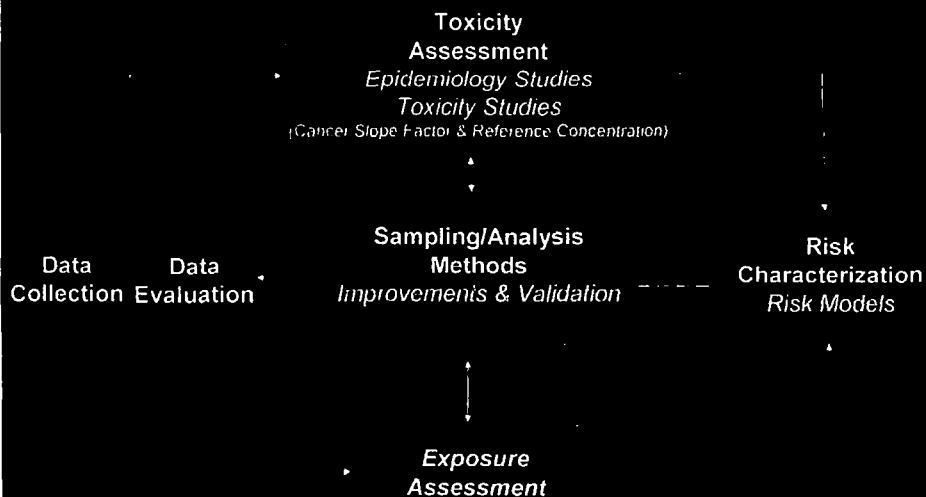 Toxicity
Assessment
Epidemiology Studies
Toxicity Studies
(Cancer Slope Factor & Reference Concentration)
Data
Collection
Data
Evaluation
Sampling/Analysis
Methods
Improvements & Validation
Risk
Characterization
Risk Models
Exposure
Assessment